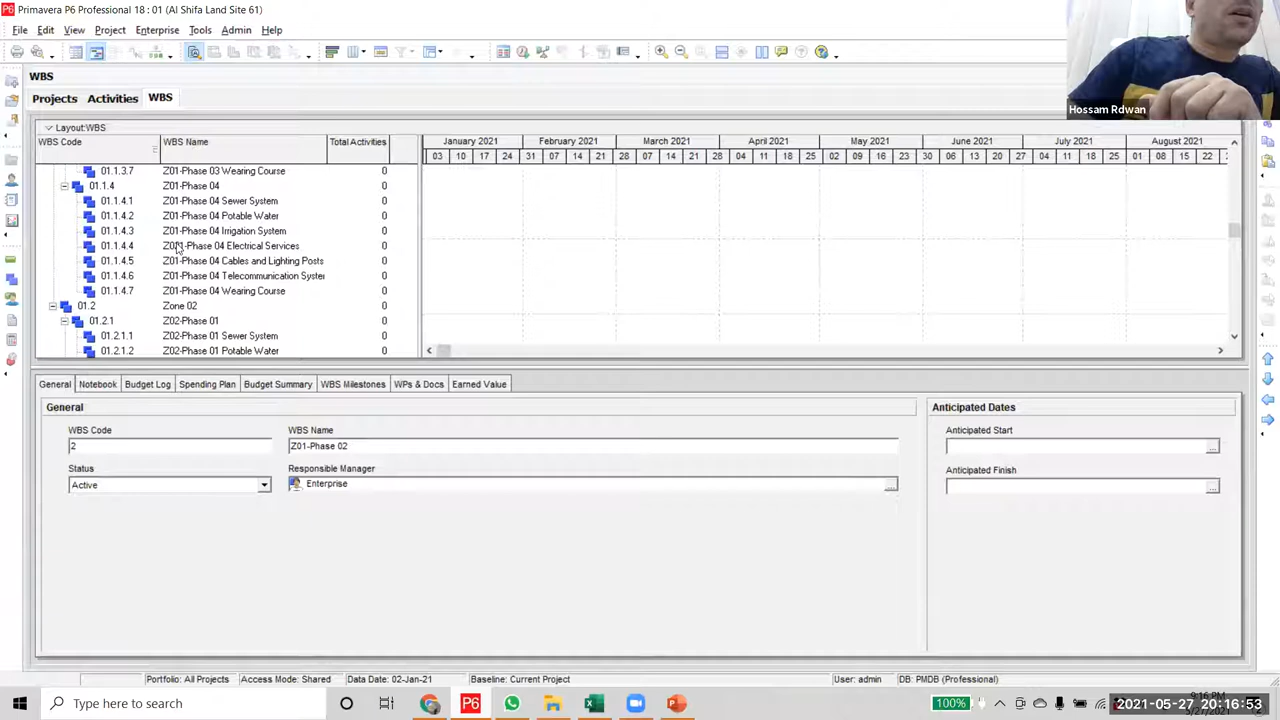 Primavera P6 Professional 18 : 01 (Al Shifa Land Site 61)
File Edit View Project Enterprise Tools Admin Help
WBS
Hossam Rdwan
Projects Activities WBS
Layout:WBS
WBS Code WBS Name Total Activities
January 2021 February 2021 March 2021 April 2021 May 2021 June 2021 July 2021 August 2021
03 10 17 24 31 07 14 21 28 07 14 21 28 04 11 18 25 02 09 16 23 30 06 13 20 27 04 11 18 25 01 08 15 22
01.1.3.7 Z01-Phase 03 Wearing Course 0
01.1.4 Z01-Phase 04 0
01.1.4.1 Z01-Phase 04 Sewer System 0
01.1.4.2 Z01-Phase 04 Potable Water 0
01.1.4.3 Z01-Phase 04 Irrigation System 0
01.1.4.4 Z01-Phase 04 Electrical Services 0
01.1.4.5 Z01-Phase 04 Cables and Lighting Posts 0
01.1.4.6 Z01-Phase 04 Telecommunication System 0
01.1.4.7 Z01-Phase 04 Wearing Course 0
01.2 Zone 02 0
01.2.1 Z02-Phase 01 0
01.2.1.1 Z02-Phase 01 Sewer System 0
01.2.1.2 Z02-Phase 01 Potable Water 0
General Notebook Budget Log Spending Plan Budget Summary WBS Milestones WPs & Docs Earned Value
General
WBS Code WBS Name
2 Z01-Phase 02
Status Responsible Manager
Active Enterprise
Anticipated Dates
Anticipated Start
Anticipated Finish
Portfolio: All Projects Access Mode: Shared Data Date: 02-Jan-21 Baseline: Current Project User: admin DB: PMDB (Professional)
Type here to search
100%
9:16 PM
2021-05-27 20:16:53
5/27/2021